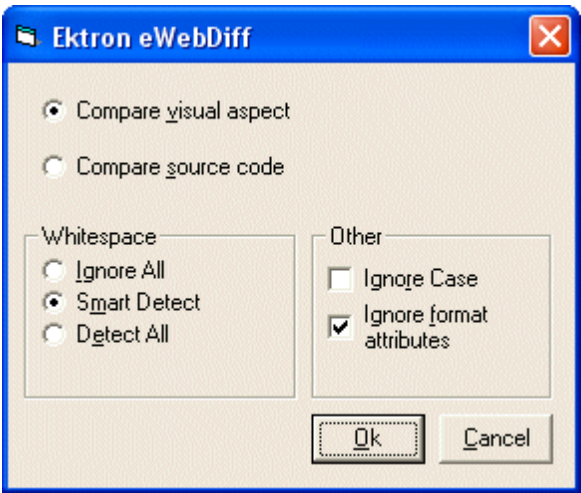 Ektron eWebDiff
Compare visual aspect
Compare source code
Whitespace
Ignore All
Smart Detect
Detect All
Other
Ignore Case
Ignore format
attributes
Ok
Cancel